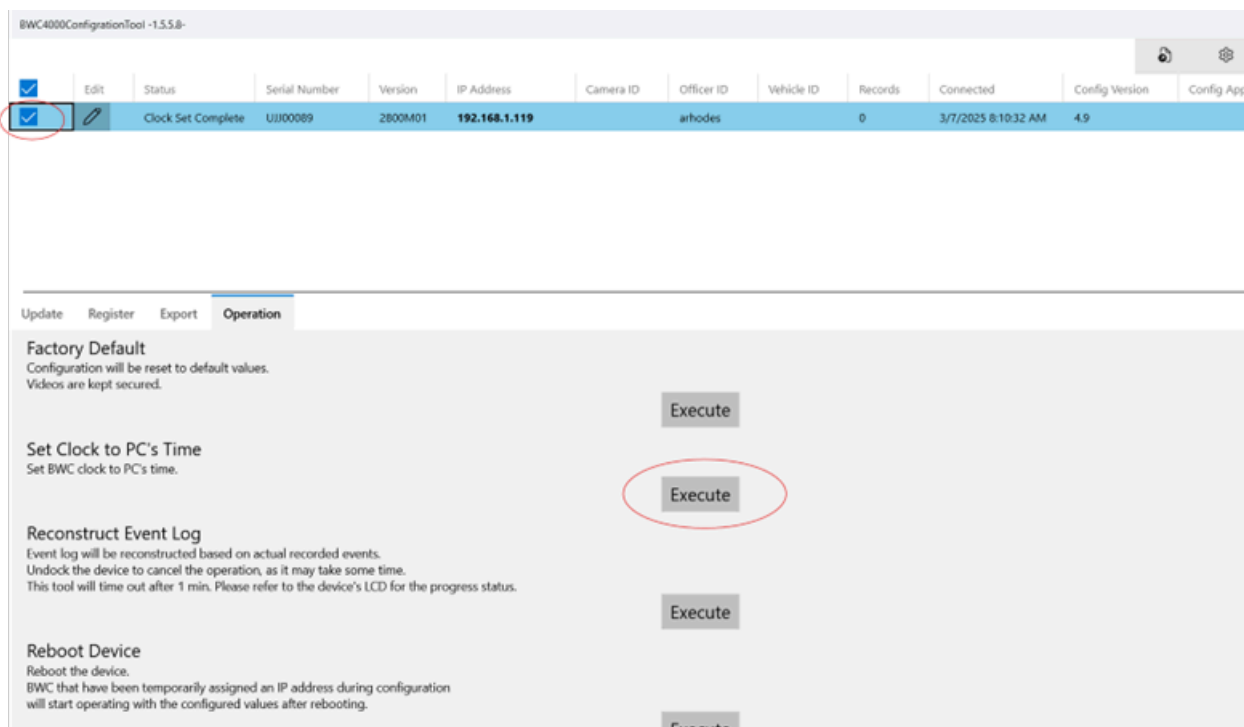 BWC4000ConfigrationTool -1.5.5.8-
Edit Status Serial Number Version IP Address Camera ID Officer ID Vehicle ID Records Connected Config Version Config App
Clock Set Complete UJJ00089 2800M01 192.168.1.119 arhodes 0 3/7/2025 8:10:32 AM 4.9
Update Register Export Operation
Factory Default
Configuration will be reset to default values.
Videos are kept secured.
Execute
Set Clock to PC's Time
Set BWC clock to PC's time.
Execute
Reconstruct Event Log
Event log will be reconstructed based on actual recorded events.
Undock the device to cancel the operation, as it may take some time.
This tool will time out after 1 min. Please refer to the device's LCD for the progress status.
Execute
Reboot Device
Reboot the device.
BWC that have been temporarily assigned an IP address during configuration
will start operating with the configured values after rebooting.
Execute